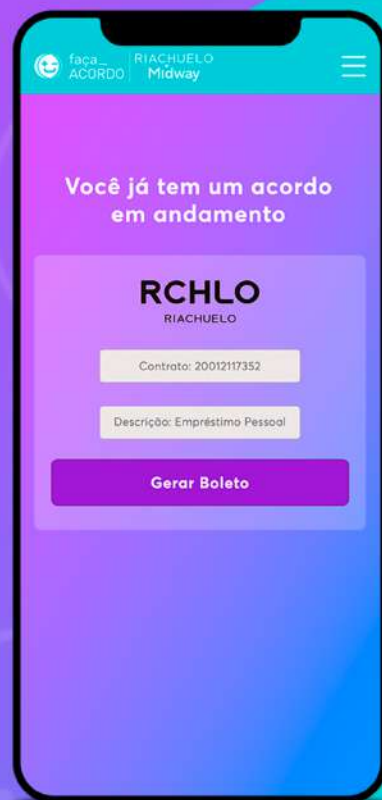 faça_
ACORDO
RIACHUELO
Midway
Você já tem um acordo
em andamento
RCHLO
RIACHUELO
Contrato: 20012117352
Descrição: Empréstimo Pessoal
Gerar Boleto